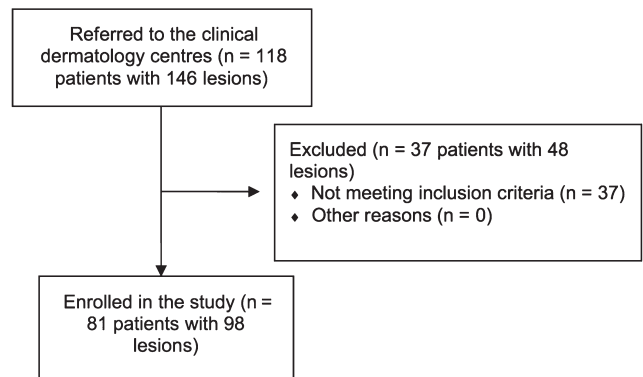 Referred to the clinical
dermatology centres (n = 118
patients with 146 lesions)
Excluded (n = 37 patients with 48
lesions)
♦ Not meeting inclusion criteria (n = 37)
♦ Other reasons (n = 0)
Enrolled in the study (n =
81 patients with 98
lesions)